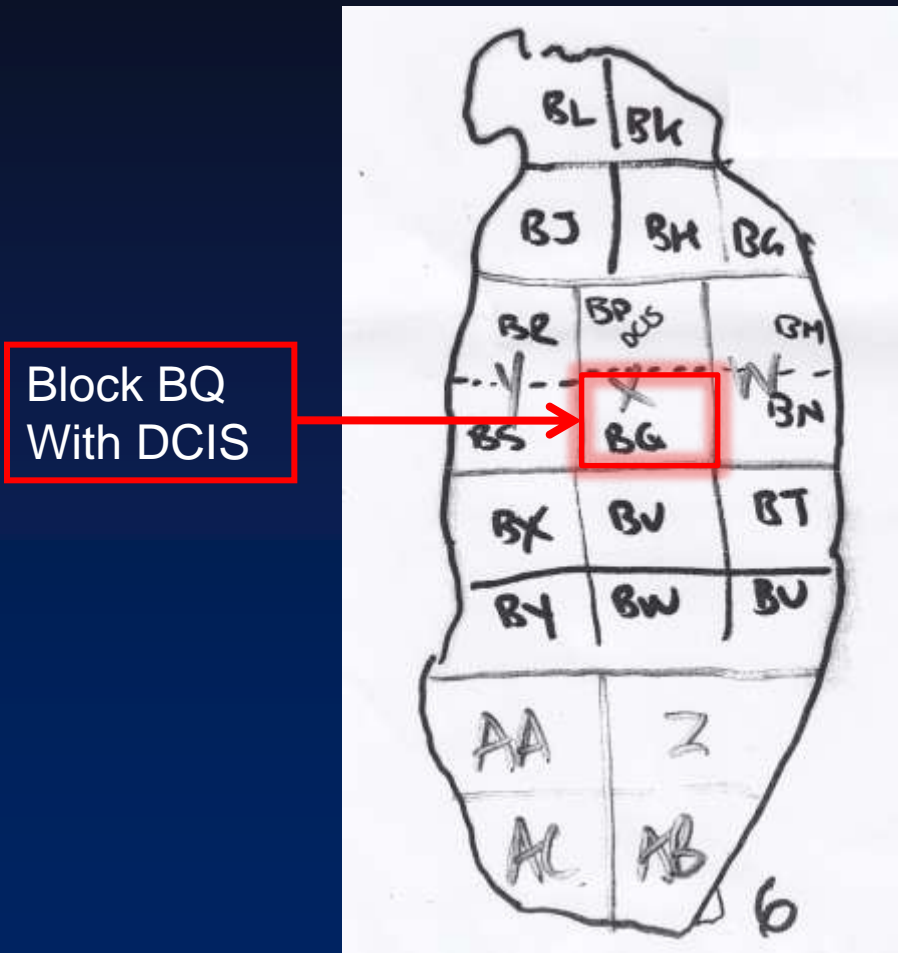 BL BK
BJ BH BG
BR BP DCIS BM
Y X W
BS BG BN
Block BQ
With DCIS
BX BV BT
BY BW BU
AA Z
AC AB
6